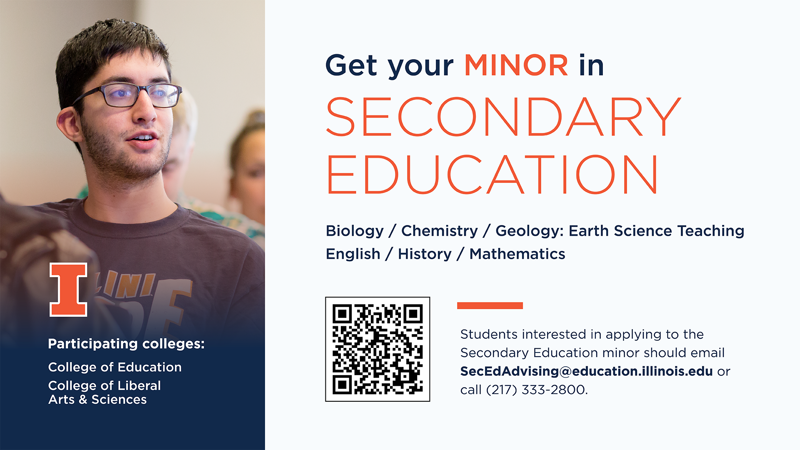 Get your MINOR in
SECONDARY
EDUCATION
Biology / Chemistry / Geology: Earth Science Teaching
English / History / Mathematics
Students interested in applying to the
Secondary Education minor should email
SecEdAdvising@education.illinois.edu or
call (217) 333-2800.
I
Participating colleges:
College of Education
College of Liberal
Arts & Sciences